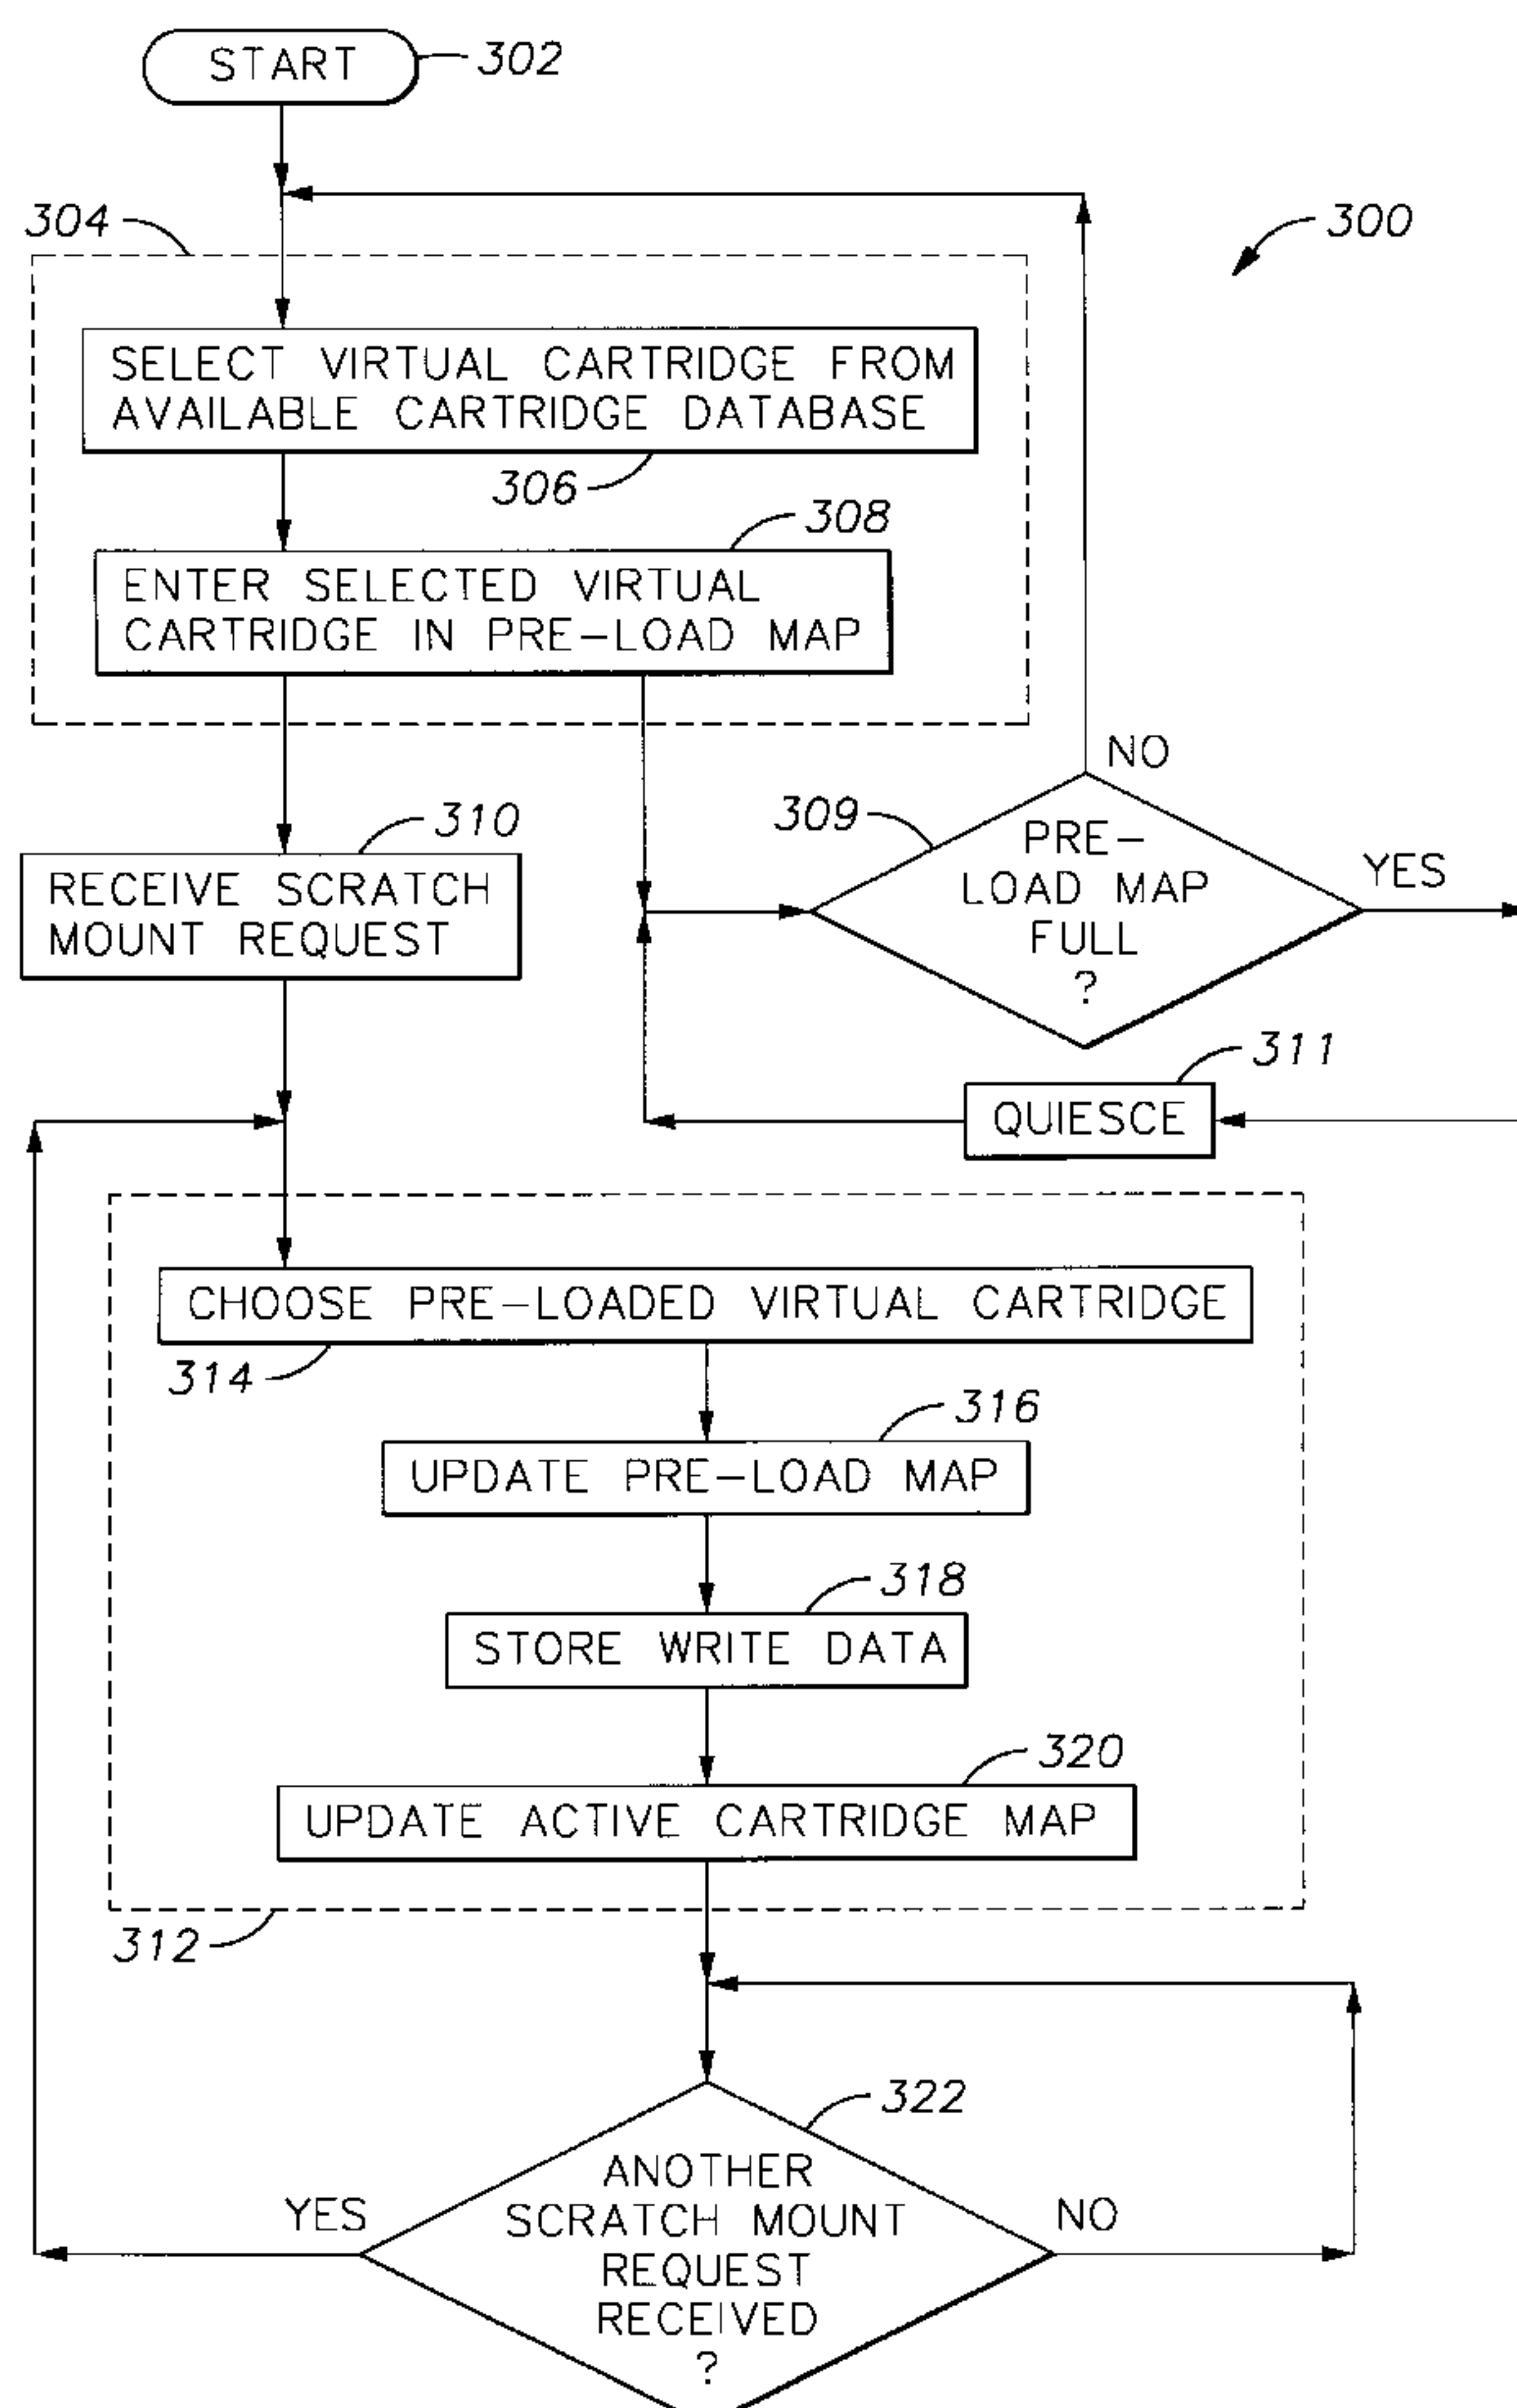 START
302
304
300
SELECT VIRTUAL CARTRIDGE FROM
AVAILABLE CARTRIDGE DATABASE
306
308
ENTER SELECTED VIRTUAL
CARTRIDGE IN PRE-LOAD MAP
NO
309
PRE-
LOAD MAP
FULL
?
YES
310
RECEIVE SCRATCH
MOUNT REQUEST
311
QUIESCE
CHOOSE PRE-LOADED VIRTUAL CARTRIDGE
314
316
UPDATE PRE-LOAD MAP
318
STORE WRITE DATA
320
UPDATE ACTIVE CARTRIDGE MAP
312
322
ANOTHER
SCRATCH MOUNT
REQUEST
RECEIVED
?
YES
NO